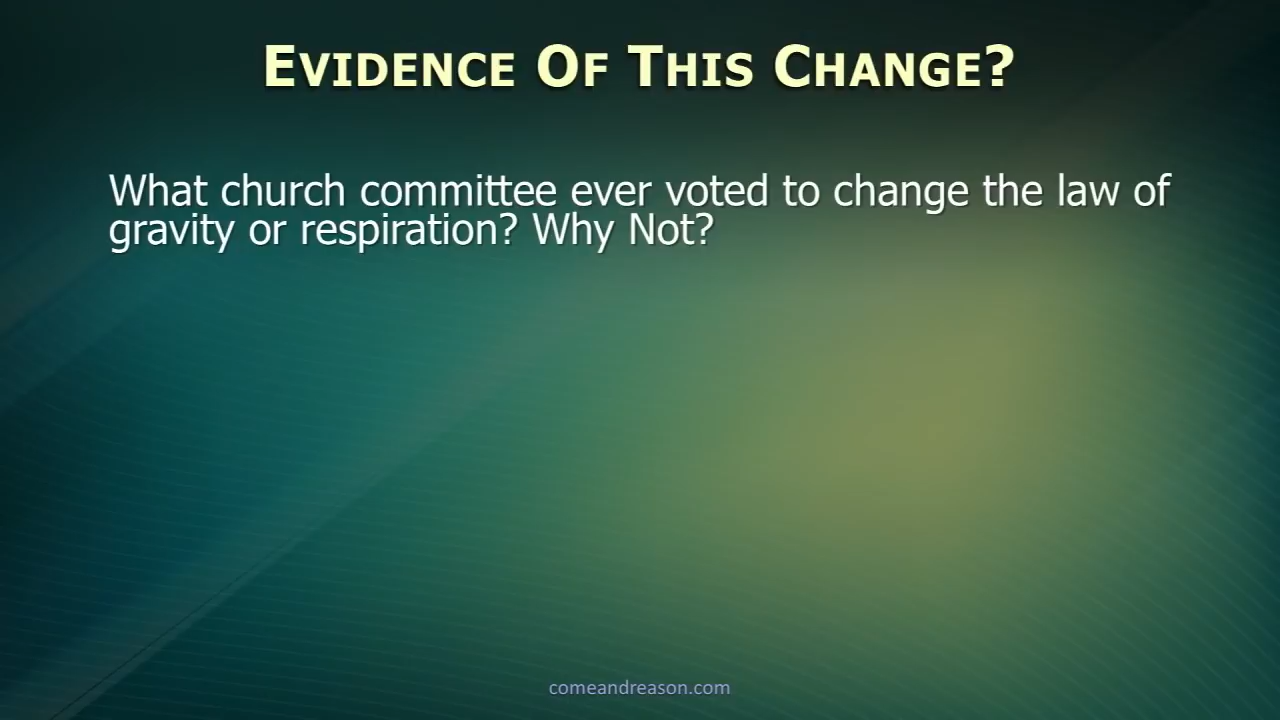 Evidence Of This Change?
What church committee ever voted to change the law of
gravity or respiration? Why Not?
comeandreason.com